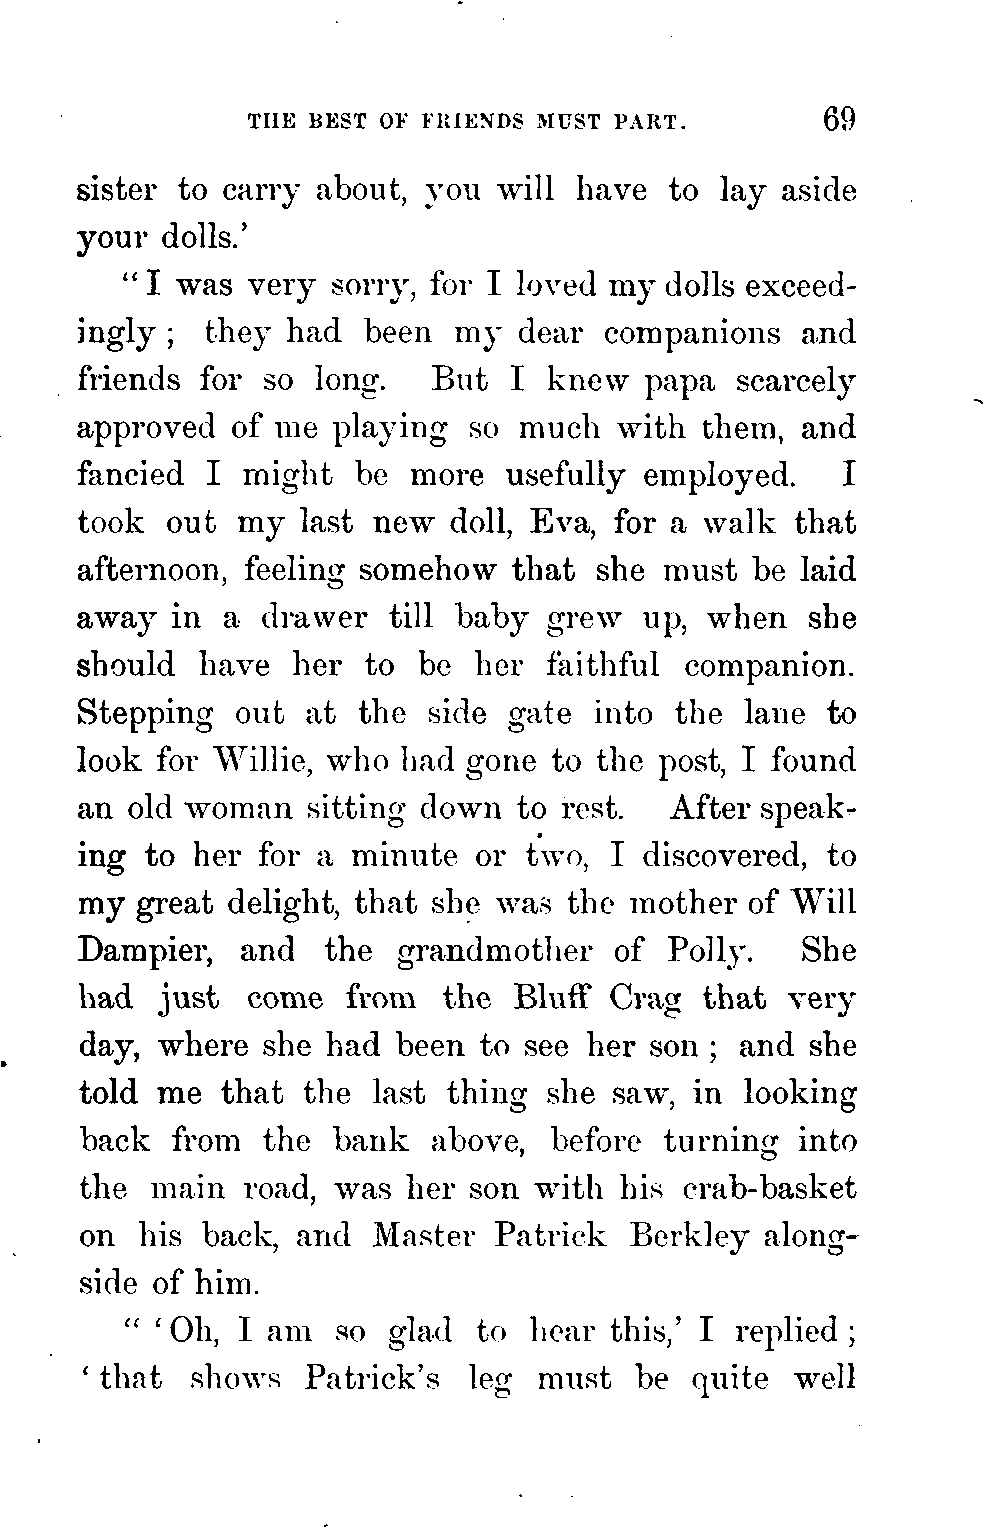 THE BEST OF FRIENDS MUST PART. 69
sister to carry about, you will have to lay aside
your dolls.'
"I was very sorry, for I loved my dolls exceed-
ingly ; they had been my dear companions and
friends for so long. But I knew papa scarcely
approved of me playing so much with them, and
fancied I might be more usefully employed. I
took out my last new doll, Eva, for a walk that
afternoon, feeling somehow that she must be laid
away in a drawer till baby grew up, when she
should have her to be her faithful companion.
Stepping out at the side gate into the lane to
look for Willie, who had gone to the post, I found
an old woman sitting down to rest. After speak-
ing to her for a minute or two, I discovered, to
my great delight, that she was the mother of Will
Dampier, and the grandmother of Polly. She
had just come from the Bluff Crag that very
day, where she had been to see her son ; and she
told me that the last thing she saw, in looking
back from the bank above, before turning into
the main road, was her son with his crab-basket
on his back, and Master Patrick Berkley along-
side of him.
" 'Oh, I am so glad to hear this,' I replied ;
'that shows Patrick's leg must be quite well